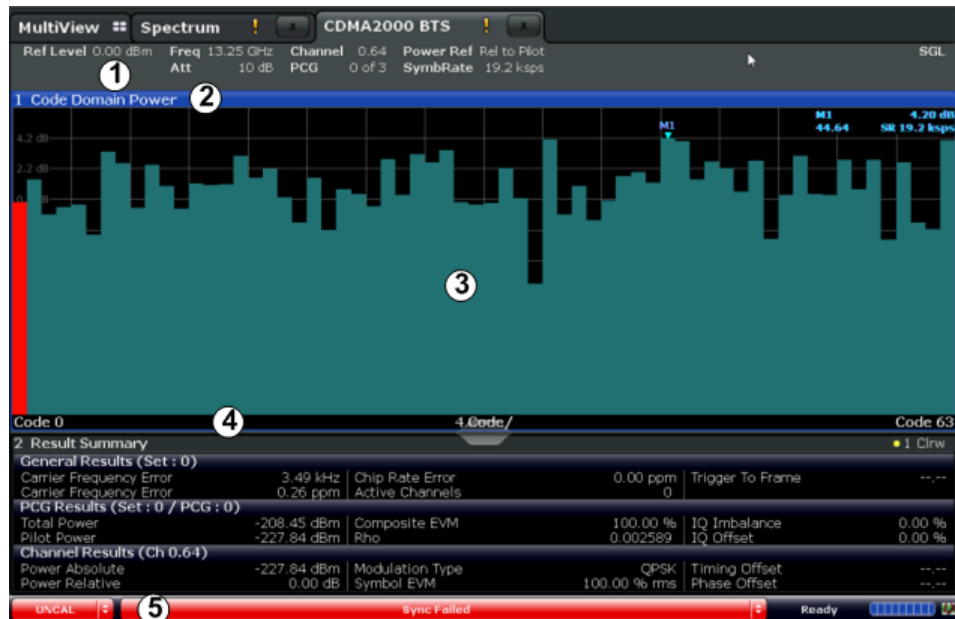 MultiView Spectrum ! x CDMA2000 BTS ! x
Ref Level 0.00 dBm Freq 13.25 GHz Channel 0.64 Power Ref Rel to Pilot SGL
1 Att 10 dB PCG 0 of 3 SymbRate 19.2 ksps
1 Code Domain Power 2
M1 4.20 dB
M1 44.64 SR 19.2 ksps
4.2 dB
2.2 dB
0 dB
3
Code 0 4 4 Code/ Code 63
2 Result Summary 1 Clrw
General Results (Set : 0)
Carrier Frequency Error 3.49 kHz Chip Rate Error 0.00 ppm Trigger To Frame --.--
Carrier Frequency Error 0.26 ppm Active Channels 0
PCG Results (Set : 0 / PCG : 0)
Total Power -208.45 dBm Composite EVM 100.00 % IQ Imbalance 0.00 %
Pilot Power -227.84 dBm Rho 0.002589 IQ Offset 0.00 %
Channel Results (Ch 0.64)
Power Absolute -227.84 dBm Modulation Type QPSK Timing Offset --.--
Power Relative 0.00 dB Symbol EVM 100.00 % rms Phase Offset --.--
UNCAL 5 Sync Failed Ready